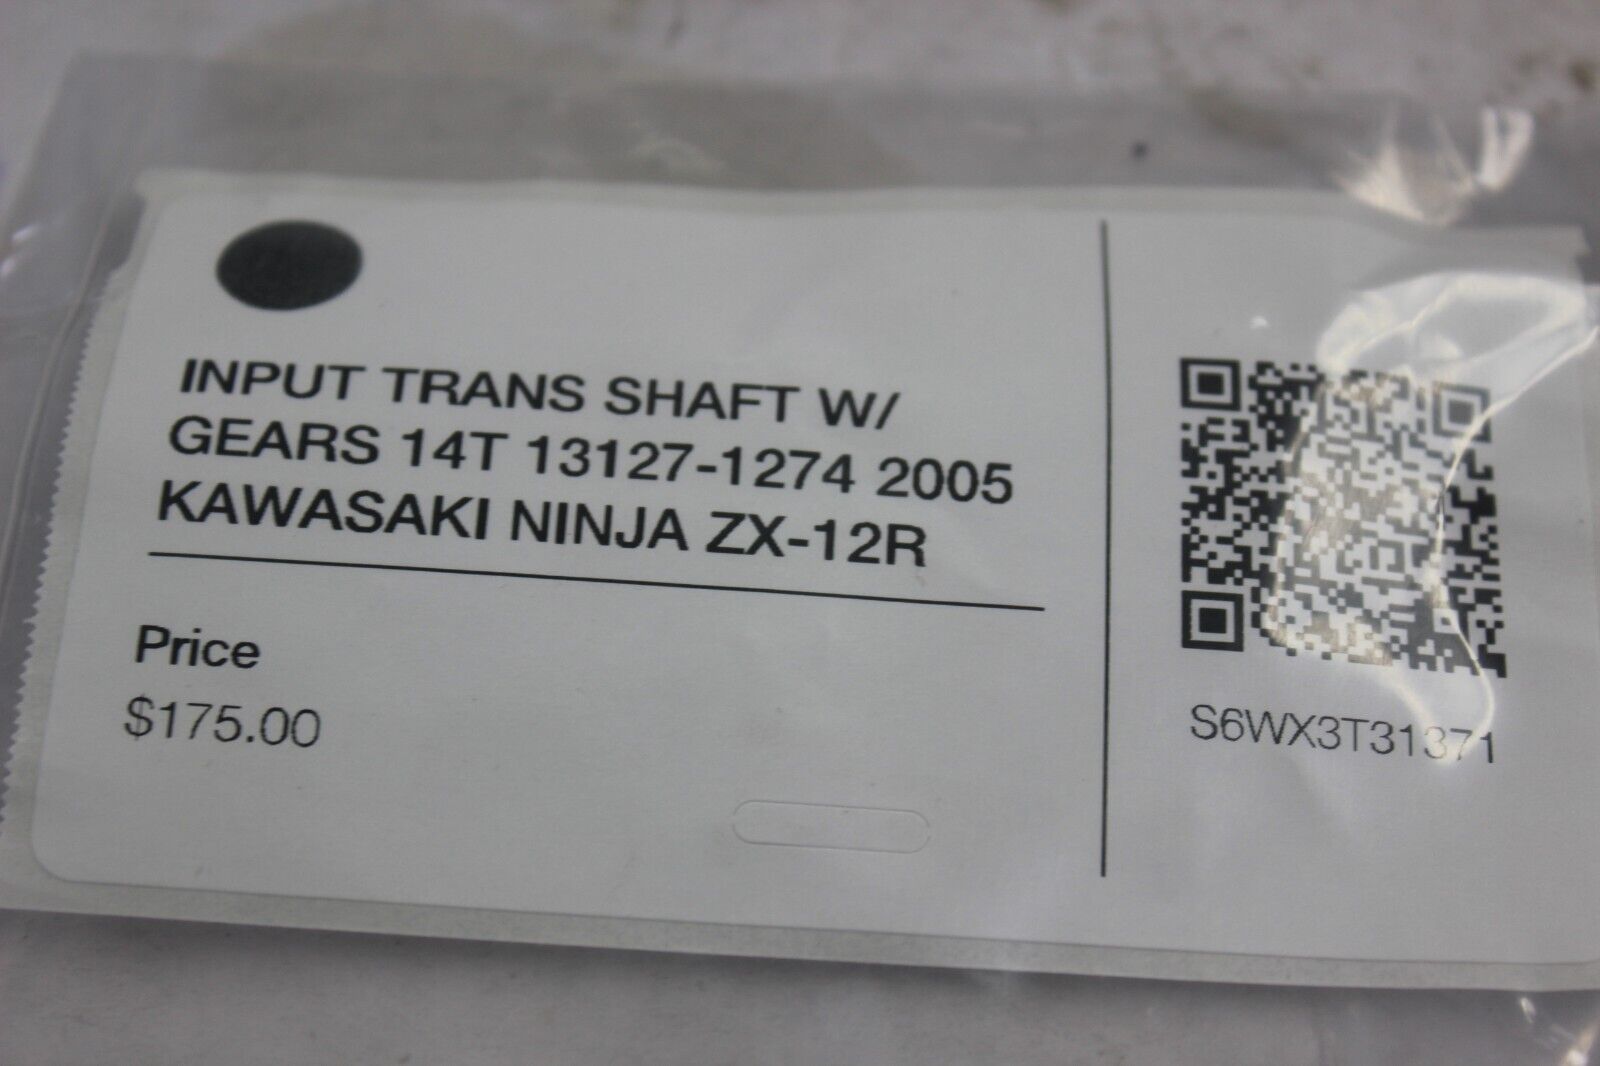 INPUT TRANS SHAFT W/
GEARS 14T 13127-1274 2005
KAWASAKI NINJA ZX-12R
Price
$175.00
S6WX3T31371